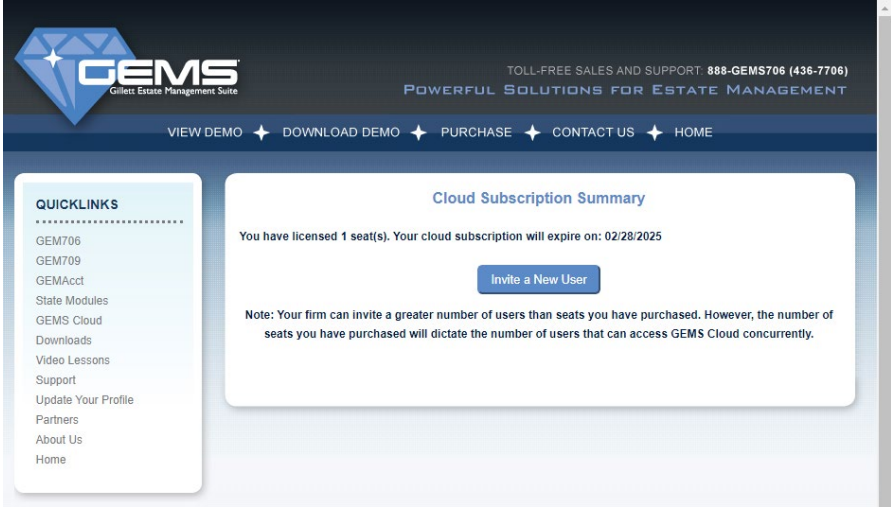 GEMS
Gillett Estate Management Suite
TOLL-FREE SALES AND SUPPORT: 888-GEMS706 (436-7706)
POWERFUL SOLUTIONS FOR ESTATE MANAGEMENT
VIEW DEMO DOWNLOAD DEMO PURCHASE CONTACT US HOME
QUICKLINKS
GEM706
GEM709
GEMAcct
State Modules
GEMS Cloud
Downloads
Video Lessons
Support
Update Your Profile
Partners
About Us
Home
Cloud Subscription Summary
You have licensed 1 seat(s). Your cloud subscription will expire on: 02/28/2025
Invite a New User
Note: Your firm can invite a greater number of users than seats you have purchased. However, the number of
seats you have purchased will dictate the number of users that can access GEMS Cloud concurrently.